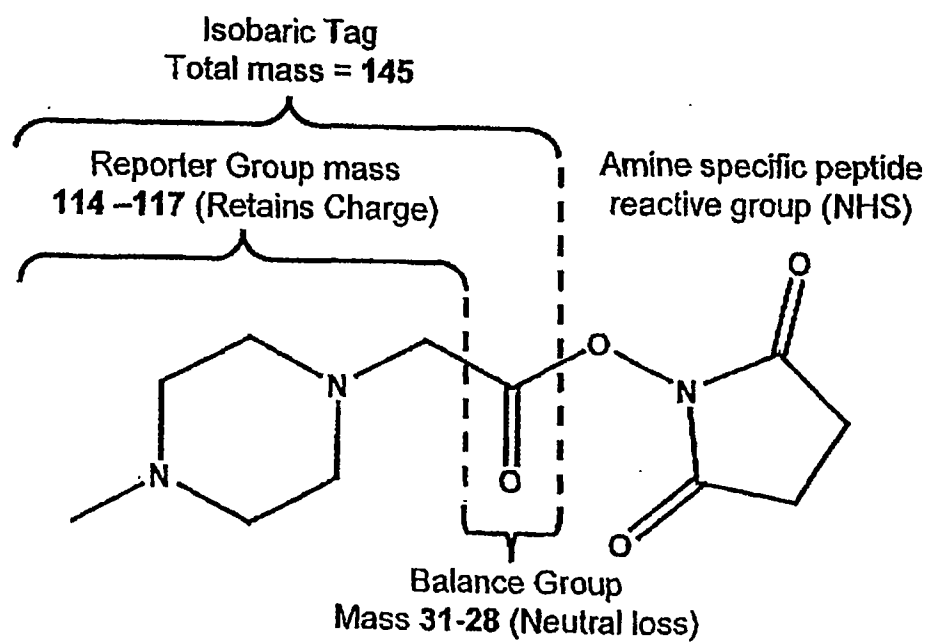 Isobaric Tag
Total mass = 145
Reporter Group mass
114 –117 (Retains Charge)
Amine specific peptide
reactive group (NHS)
O
O
N
N
N
O
O
Balance Group
Mass 31-28 (Neutral loss)